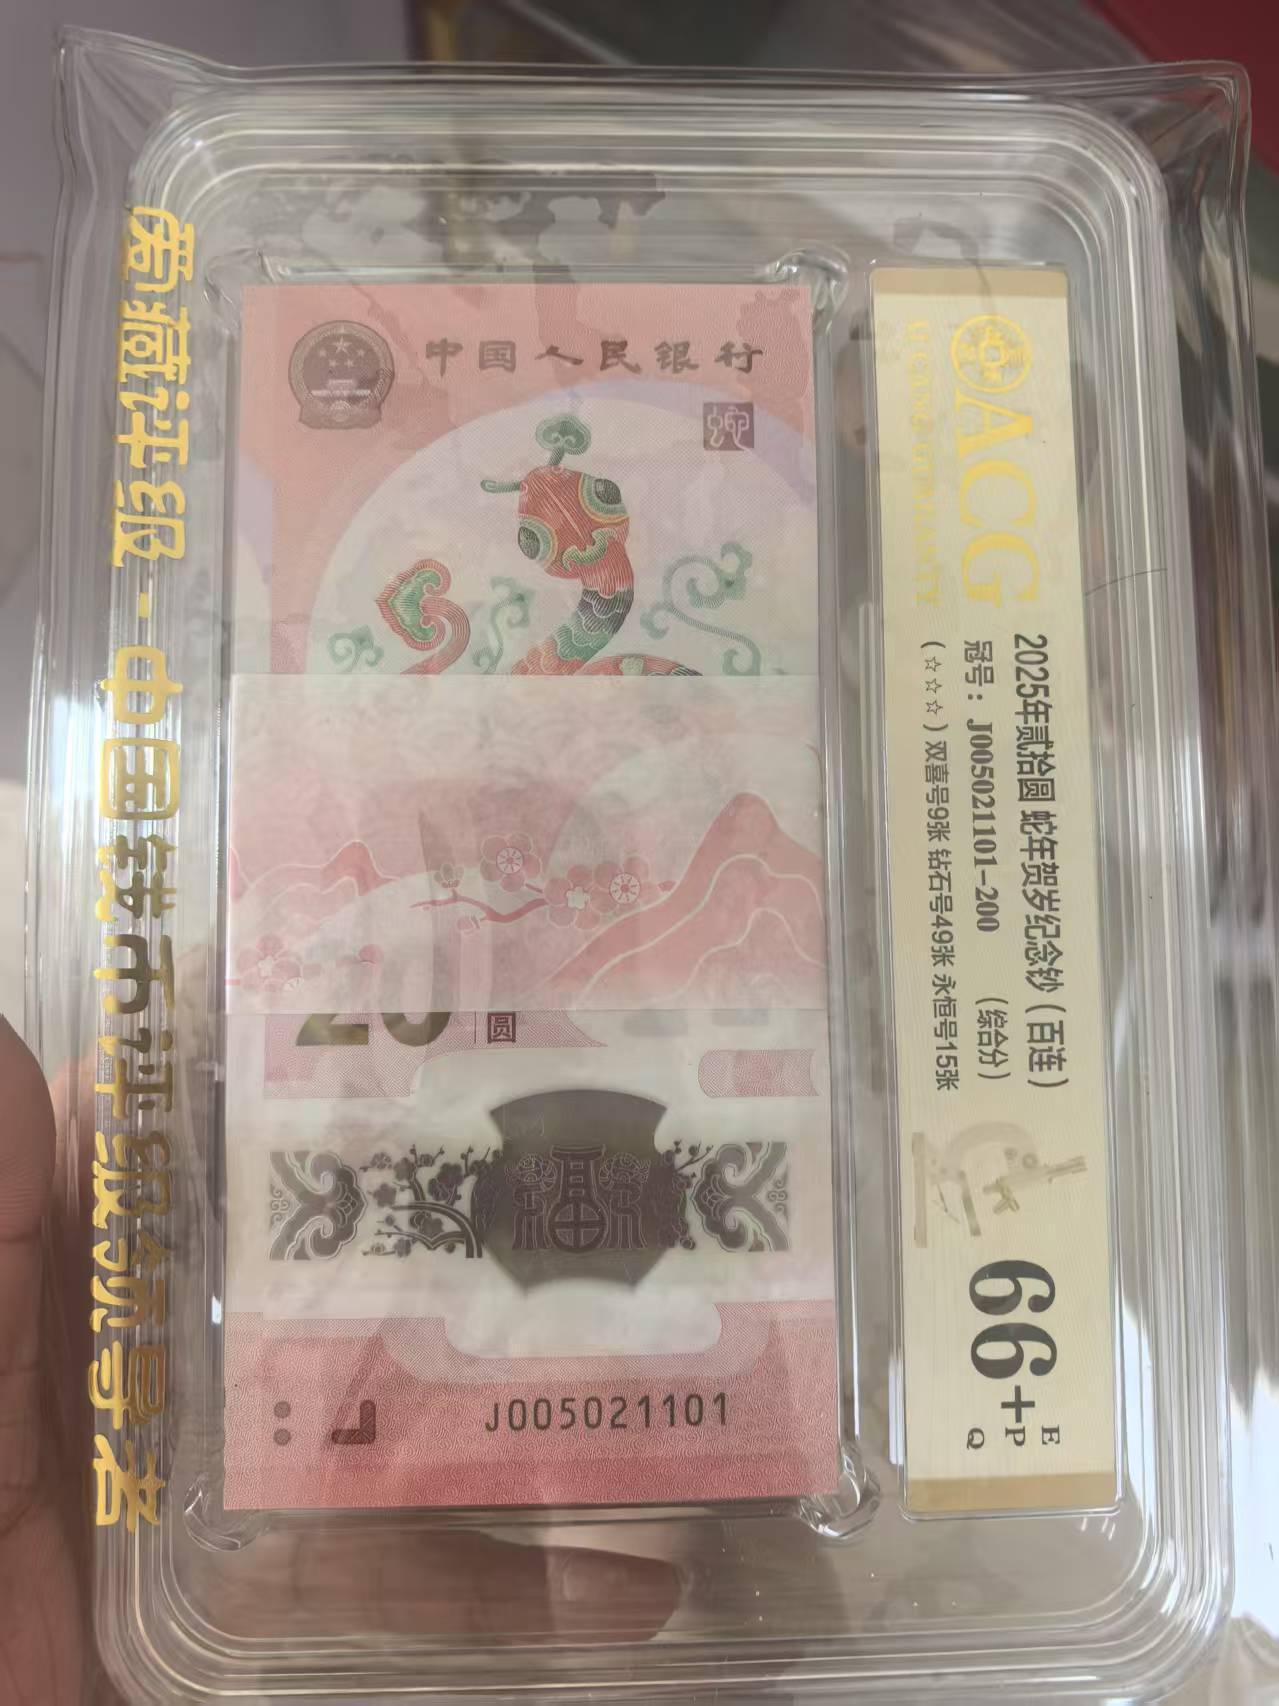 爱藏评级-中国钱币评级领导者
中国人民银行
蛇
20
圆
福
J005021101
ACG
2025年贰拾圆 蛇年贺岁纪念钞（百连）
冠号：J005021101-200 （综合分）
（☆☆☆）双喜号9张 钻石号49张 永恒号15张
66+
E
P
Q